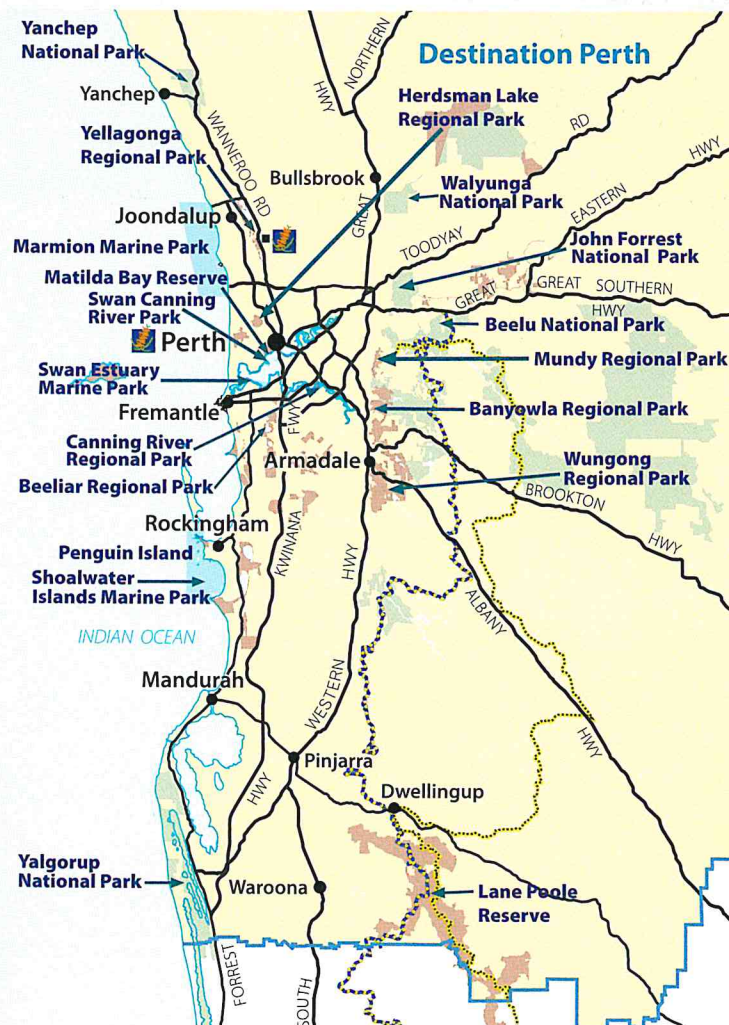 Destination Perth
Yanchep
National Park
Yanchep
HWY
NORTHERN
Herdsman Lake
Regional Park
RD
HWY
WANNEROO RD
Yellagonga
Regional Park
Bullsbrook
Walyunga
National Park
EASTERN
Joondalup
GREAT
TOODYAY
John Forrest
National Park
Marmion Marine Park
Matilda Bay Reserve
Swan Canning
River Park
GREAT
GREAT SOUTHERN
HWY
Beelu National Park
Perth
Mundy Regional Park
Swan Estuary
Marine Park
Fremantle
FWY
Banyowla Regional Park
Canning River
Regional Park
Armadale
Wungong
Regional Park
Beeliar Regional Park
BROOKTON
HWY
Rockingham
KWINANA
HWY
Penguin Island
Shoalwater
Islands Marine Park
ALBANY
INDIAN OCEAN
Mandurah
WESTERN
HWY
Pinjarra
HWY
Dwellingup
Yalgorup
National Park
Waroona
Lane Poole
Reserve
FORREST
SOUTH